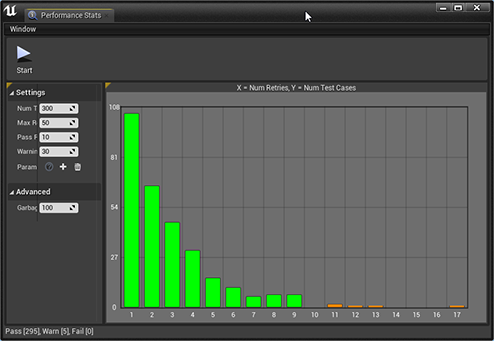 Performance Stats
Window
Start
Settings
Num T 300
Max R 50
Pass F 10
Warnin 30
Param
Advanced
Garbag 100
X = Num Retries, Y = Num Test Cases
108
81
54
27
0
1 2 3 4 5 6 7 8 9 10 11 12 13 14 15 16 17
Pass [295], Warn [5], Fail [0]